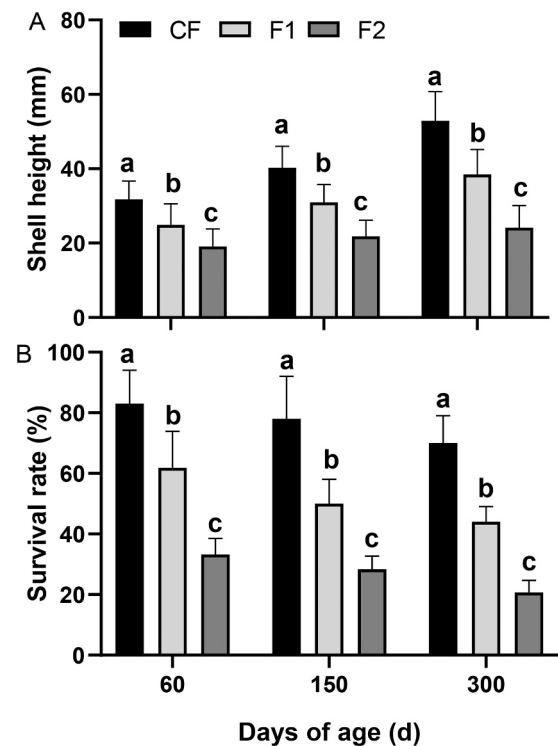 A
CF F1 F2
Shell height (mm)
80
60
40
20
0
a b c
a b c
a b c
B
Survival rate (%)
100
80
60
40
20
0
a b c
a b c
a b c
60 150 300
Days of age (d)